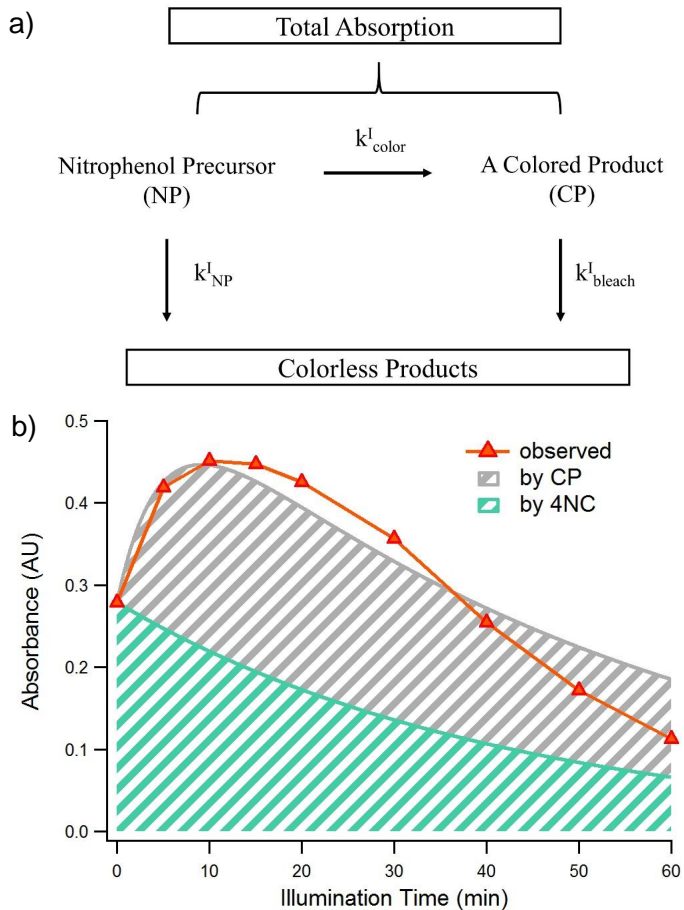 a)
Total Absorption
k^I_color
Nitrophenol Precursor
(NP)
A Colored Product
(CP)
k^I_NP
k^I_bleach
Colorless Products
b)
0.5
0.4
0.3
0.2
0.1
0.0
Absorbance (AU)
observed
by CP
by 4NC
0 10 20 30 40 50 60
Illumination Time (min)